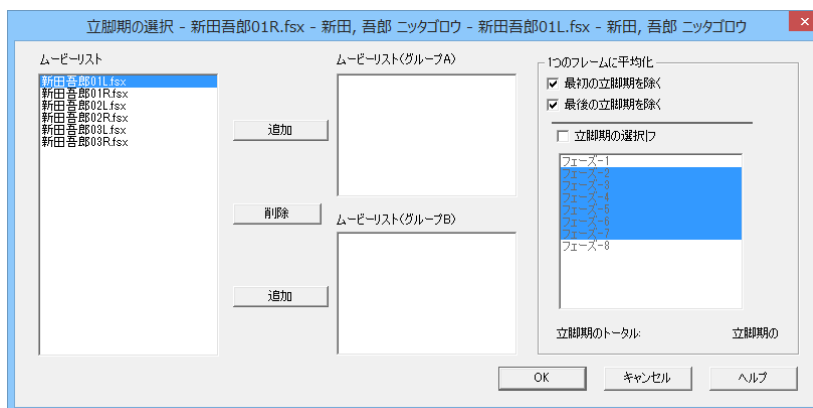 立脚期の選択 - 新田吾郎01R.fsx - 新田, 吾郎 ニッタゴロウ - 新田吾郎01L.fsx - 新田, 吾郎 ニッタゴロウ
ムービーリスト
新田吾郎01L.fsx
新田吾郎01R.fsx
新田吾郎02L.fsx
新田吾郎02R.fsx
新田吾郎03L.fsx
新田吾郎03R.fsx
追加
削除
追加
ムービーリスト(グループA)
ムービーリスト(グループB)
1つのフレームに平均化
最初の立脚期を除く
最後の立脚期を除く
立脚期の選択|フ
フェーズ-1
フェーズ-2
フェーズ-3
フェーズ-4
フェーズ-5
フェーズ-6
フェーズ-7
フェーズ-8
立脚期のトータル: 立脚期の
OK キャンセル ヘルプ